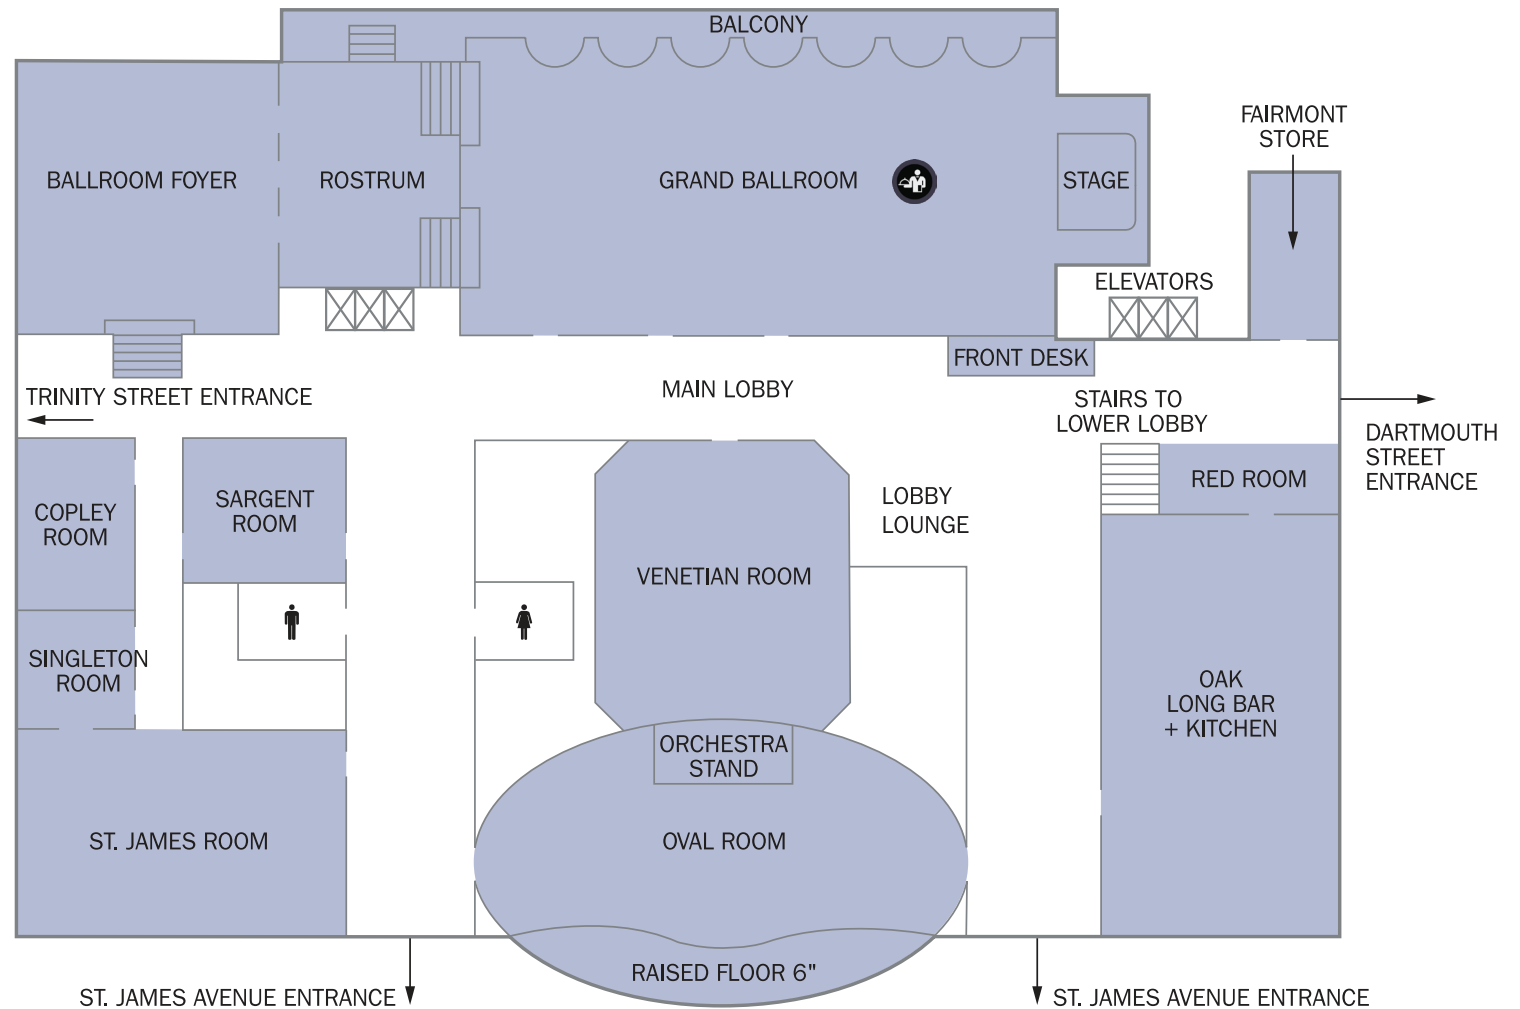 BALCONY
FAIRMONT
STORE
BALLROOM FOYER
ROSTRUM
GRAND BALLROOM
STAGE
ELEVATORS
FRONT DESK
MAIN LOBBY
TRINITY STREET ENTRANCE
STAIRS TO
LOWER LOBBY
DARTMOUTH
STREET
ENTRANCE
COPLEY
ROOM
SARGENT
ROOM
LOBBY
LOUNGE
RED ROOM
VENETIAN ROOM
SINGLETON
ROOM
OAK
LONG BAR
+ KITCHEN
ORCHESTRA
STAND
ST. JAMES ROOM
OVAL ROOM
RAISED FLOOR 6"
ST. JAMES AVENUE ENTRANCE
ST. JAMES AVENUE ENTRANCE